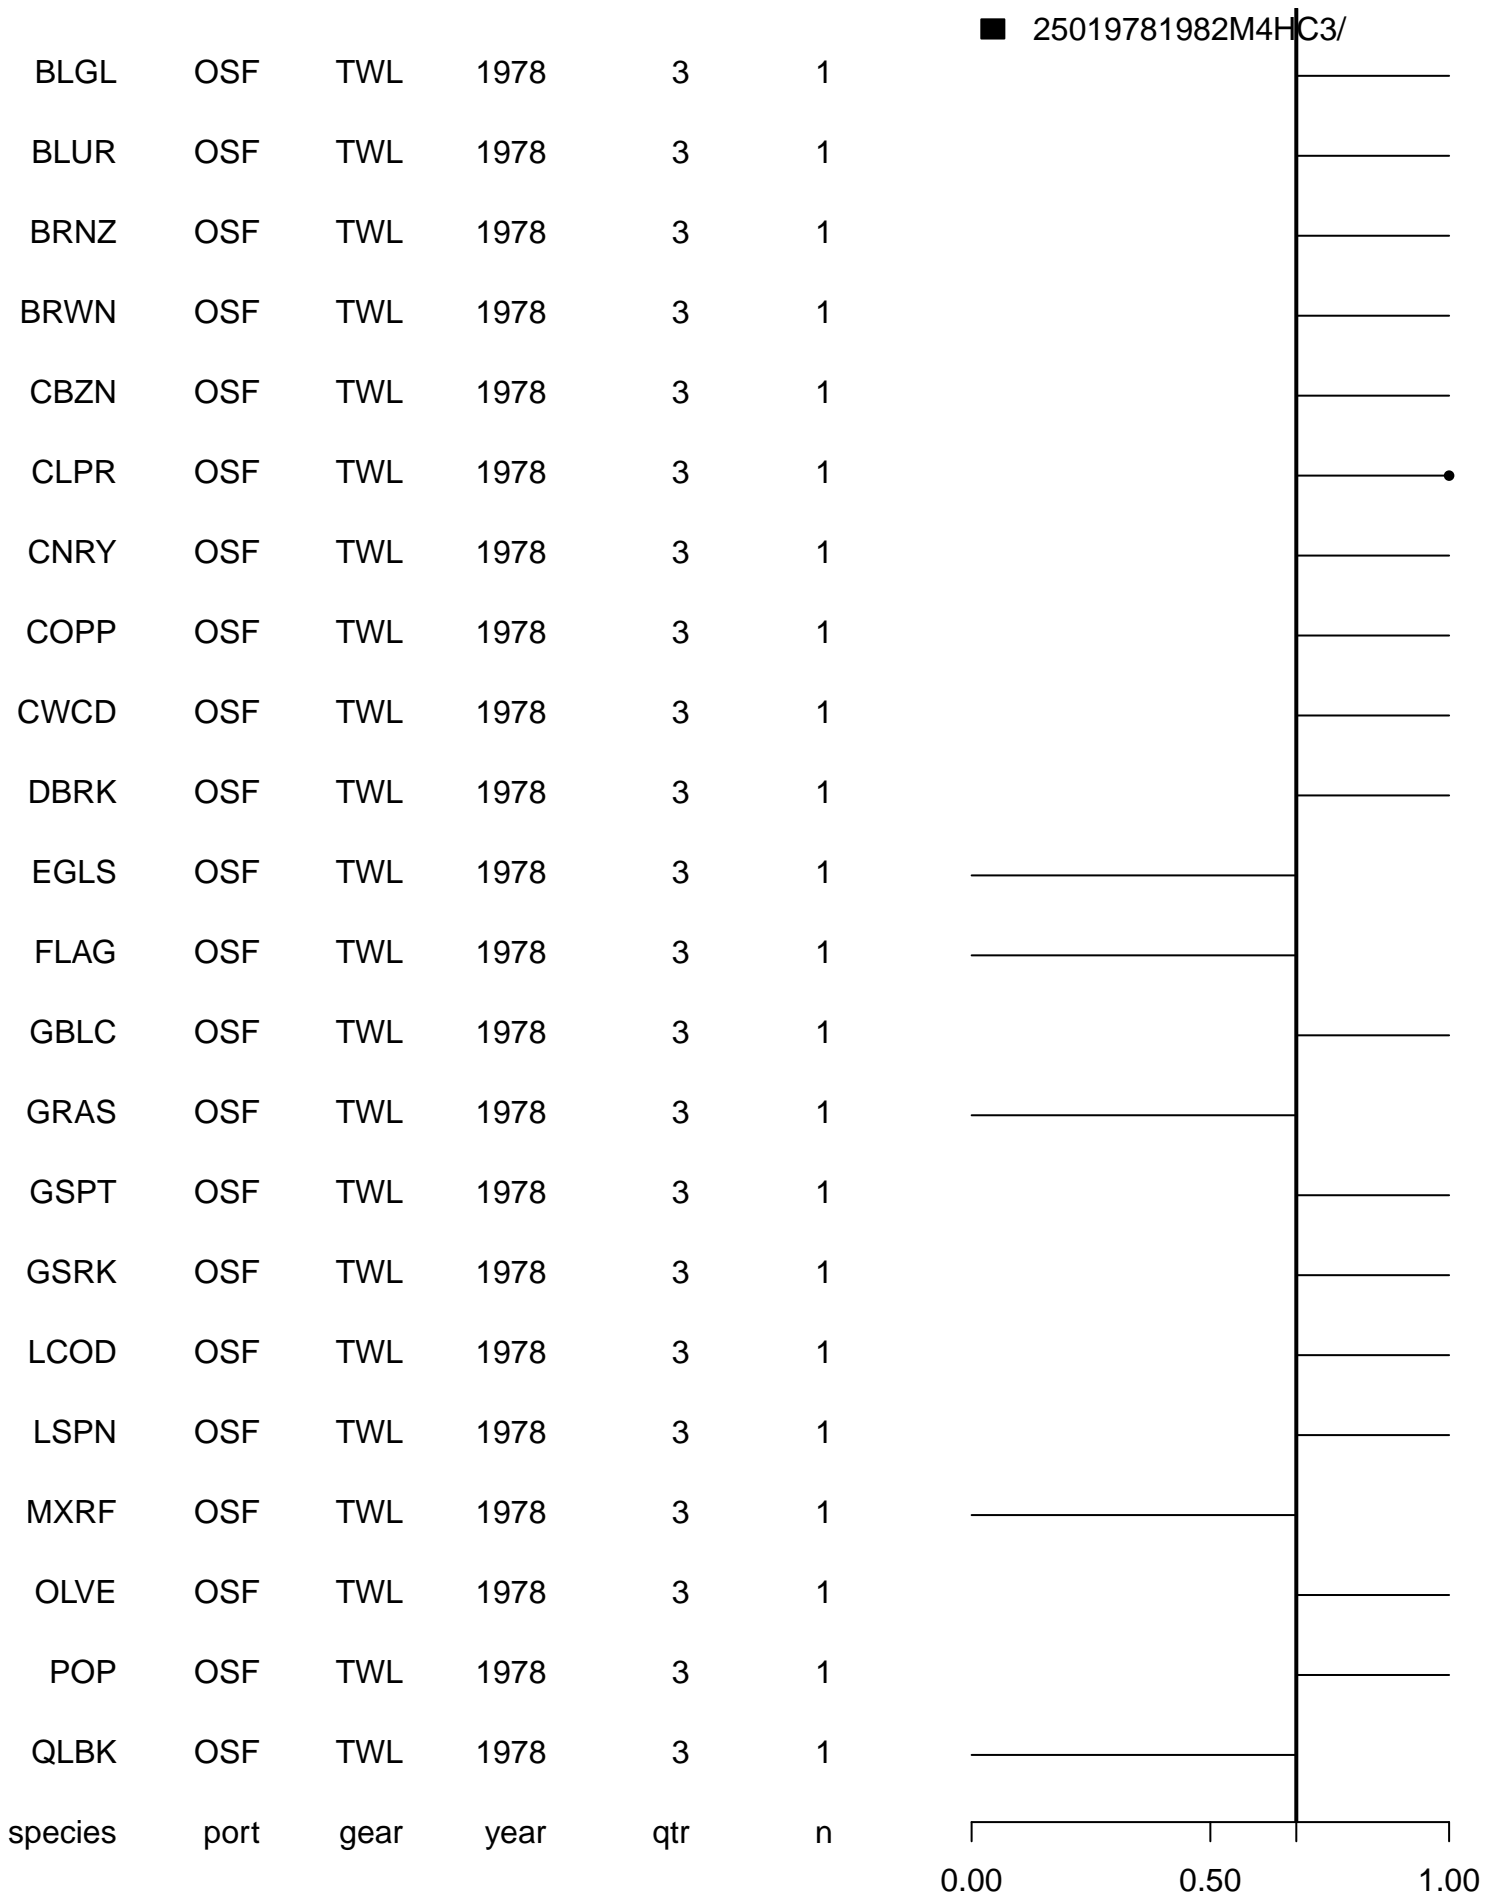 25019781982M4HC3/
BLGL OSF TWL 1978 3 1
BLUR OSF TWL 1978 3 1
BRNZ OSF TWL 1978 3 1
BRWN OSF TWL 1978 3 1
CBZN OSF TWL 1978 3 1
CLPR OSF TWL 1978 3 1
CNRY OSF TWL 1978 3 1
COPP OSF TWL 1978 3 1
CWCD OSF TWL 1978 3 1
DBRK OSF TWL 1978 3 1
EGLS OSF TWL 1978 3 1
FLAG OSF TWL 1978 3 1
GBLC OSF TWL 1978 3 1
GRAS OSF TWL 1978 3 1
GSPT OSF TWL 1978 3 1
GSRK OSF TWL 1978 3 1
LCOD OSF TWL 1978 3 1
LSPN OSF TWL 1978 3 1
MXRF OSF TWL 1978 3 1
OLVE OSF TWL 1978 3 1
POP OSF TWL 1978 3 1
QLBK OSF TWL 1978 3 1
species port gear year qtr n
0.00 0.50 1.00